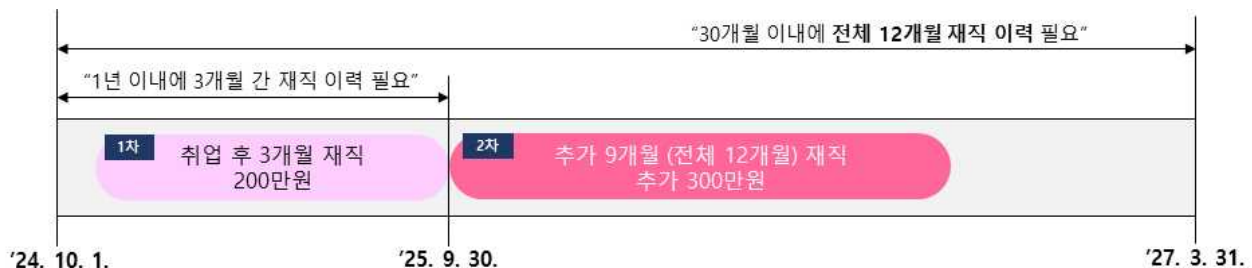 “30개월 이내에 전체 12개월 재직 이력 필요”
“1년 이내에 3개월 간 재직 이력 필요”
1차
취업 후 3개월 재직
200만원
2차
추가 9개월 (전체 12개월) 재직
추가 300만원
’24. 10. 1.
’25. 9. 30.
’27. 3. 31.